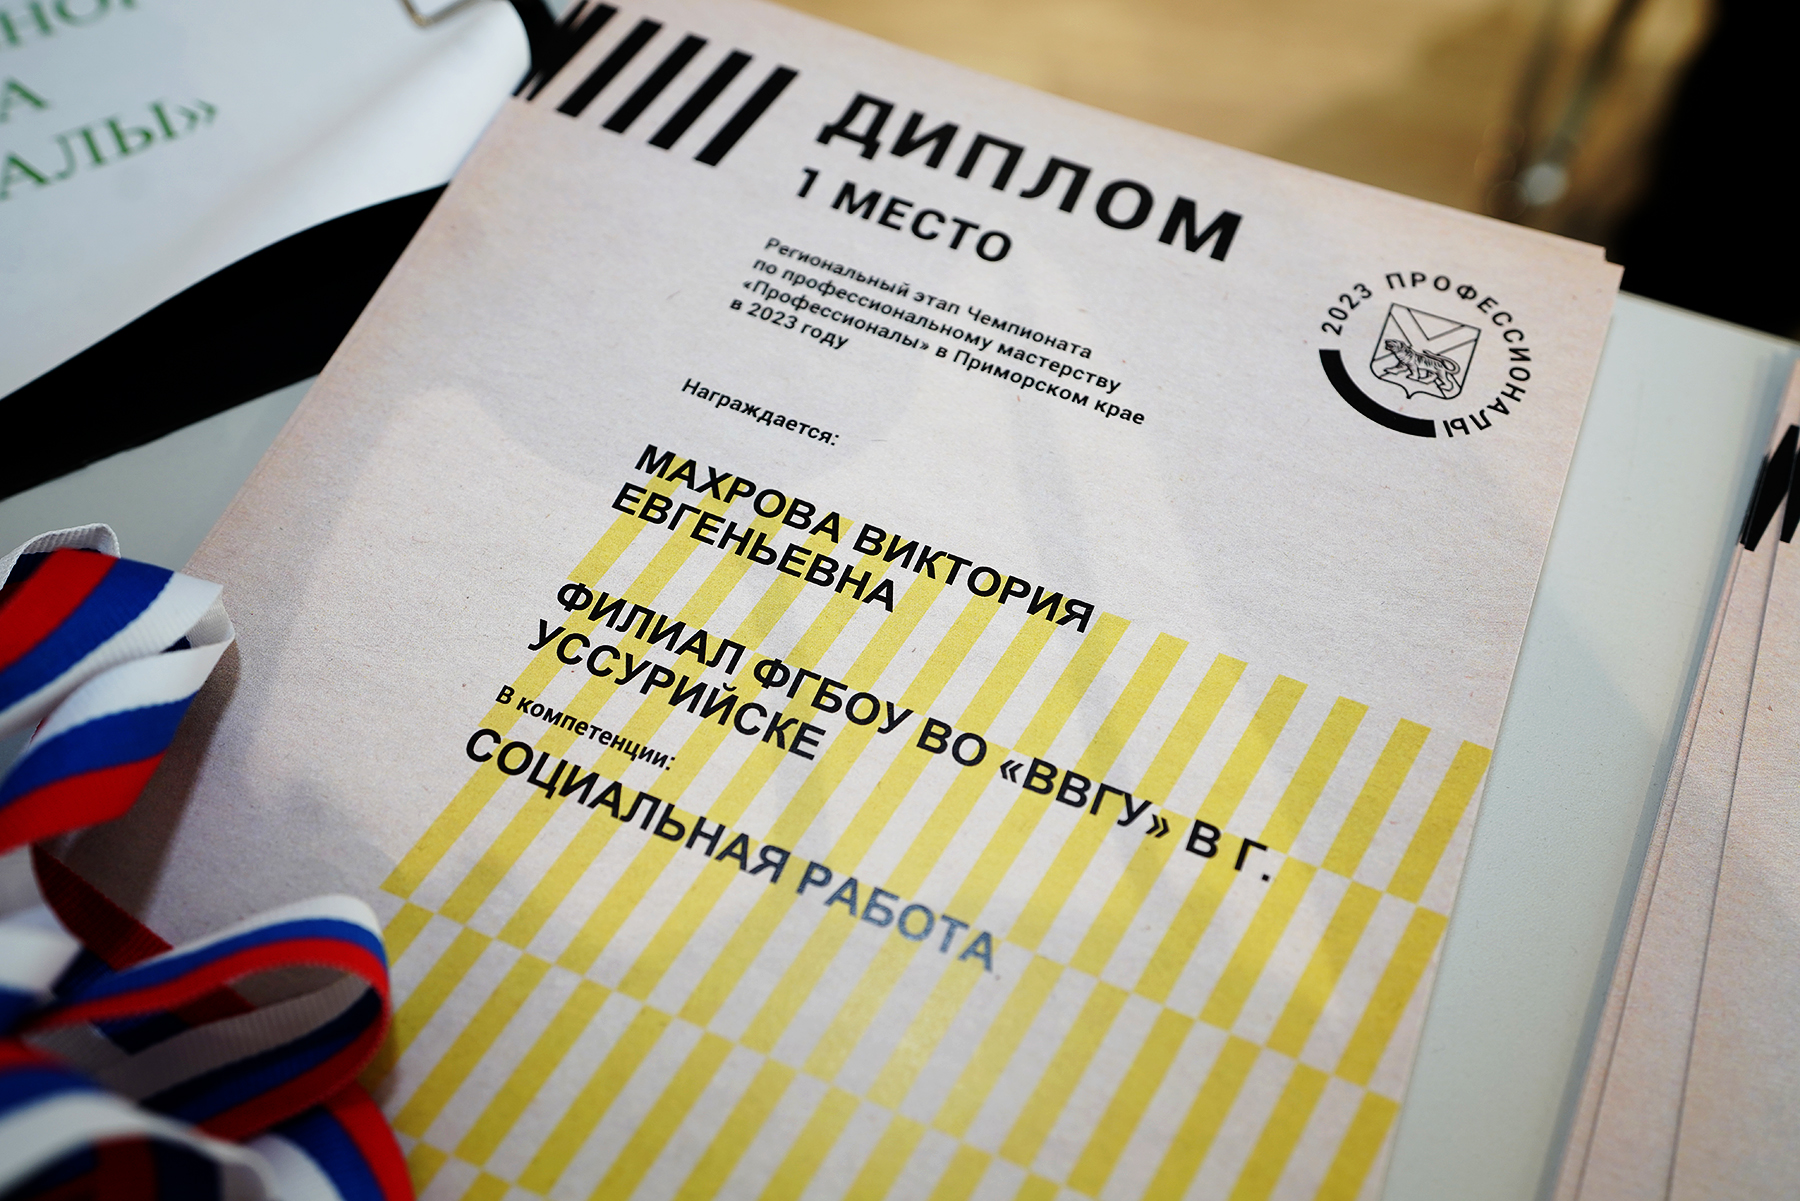 АЛЫ»
ДИПЛОМ
1 МЕСТО
Региональный этап Чемпионата
по профессиональному мастерству
«Профессионалы» в Приморском крае
в 2023 году
2023 ПРОФЕССИОНАЛЫ
Награждается:
МАХРОВА ВИКТОРИЯ
ЕВГЕНЬЕВНА
ФИЛИАЛ ФГБОУ ВО «ВВГУ» В Г.
УССУРИЙСКЕ
В компетенции:
СОЦИАЛЬНАЯ РАБОТА